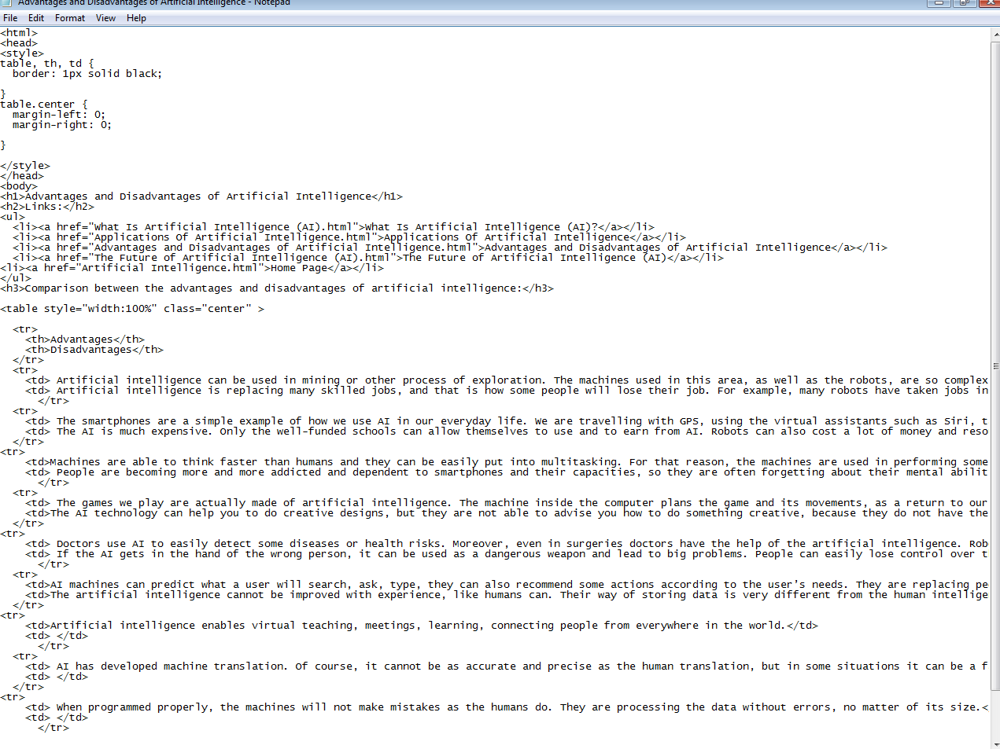 Advantages and Disadvantages of Artificial Intelligence - Notepad
File Edit Format View Help
<html>
<head>
<style>
table, th, td {
  border: 1px solid black;
}
table.center {
  margin-left: 0;
  margin-right: 0;
}
</style>
</head>
<body>
<h1>Advantages and Disadvantages of Artificial Intelligence</h1>
<h2>Links:</h2>
<ul>
  <li><a href="What Is Artificial Intelligence (AI).html">What Is Artificial Intelligence (AI)?</a></li>
  <li><a href="Applications Of Artificial Intelligence.html">Applications Of Artificial Intelligence</a></li>
  <li><a href="Advantages and Disadvantages of Artificial Intelligence.html">Advantages and Disadvantages of Artificial Intelligence</a></li>
  <li><a href="The Future of Artificial Intelligence (AI).html">The Future of Artificial Intelligence (AI)</a></li>
<li><a href="Artificial Intelligence.html">Home Page</a></li>
</ul>
<h3>Comparison between the advantages and disadvantages of artificial intelligence:</h3>
<table style="width:100%" class="center" >
  <tr>
    <th>Advantages</th>
    <th>Disadvantages</th>
  </tr>
  <tr>
    <td> Artificial intelligence can be used in mining or other process of exploration. The machines used in this area, as well as the robots, are so complex
    <td> Artificial intelligence is replacing many skilled jobs, and that is how some people will lose their job. For example, many robots have taken jobs in
      </tr>
  <tr>
    <td> The smartphones are a simple example of how we use AI in our everyday life. We are travelling with GPS, using the virtual assistants such as Siri, t
    <td> The AI is much expensive. Only the well-funded schools can allow themselves to use and to earn from AI. Robots can also cost a lot of money and reso
  </tr>
<tr>
    <td>Machines are able to think faster than humans and they can be easily put into multitasking. For that reason, the machines are used in performing some
    <td> People are becoming more and more addicted and dependent to smartphones and their capacities, so they are often forgetting about their mental abilit
      </tr>
  <tr>
    <td> The games we play are actually made of artificial intelligence. The machine inside the computer plans the game and its movements, as a return to our
    <td>The AI technology can help you to do creative designs, but they are not able to advise you how to do something creative, because they do not have the
  </tr>
<tr>
    <td> Doctors use AI to easily detect some diseases or health risks. Moreover, even in surgeries doctors have the help of the artificial intelligence. Rob
    <td> If the AI gets in the hand of the wrong person, it can be used as a dangerous weapon and lead to big problems. People can easily lose control over t
      </tr>
  <tr>
    <td>AI machines can predict what a user will search, ask, type, they can also recommend some actions according to the user’s needs. They are replacing pe
    <td>The artificial intelligence cannot be improved with experience, like humans can. Their way of storing data is very different from the human intellige
  </tr>
<tr>
    <td>Artificial intelligence enables virtual teaching, meetings, learning, connecting people from everywhere in the world.</td>
    <td> </td>
      </tr>
  <tr>
    <td> AI has developed machine translation. Of course, it cannot be as accurate and precise as the human translation, but in some situations it can be a f
    <td> </td>
  </tr>
<tr>
    <td> When programmed properly, the machines will not make mistakes as the humans do. They are processing the data without errors, no matter of its size.<
    <td> </td>
      </tr>